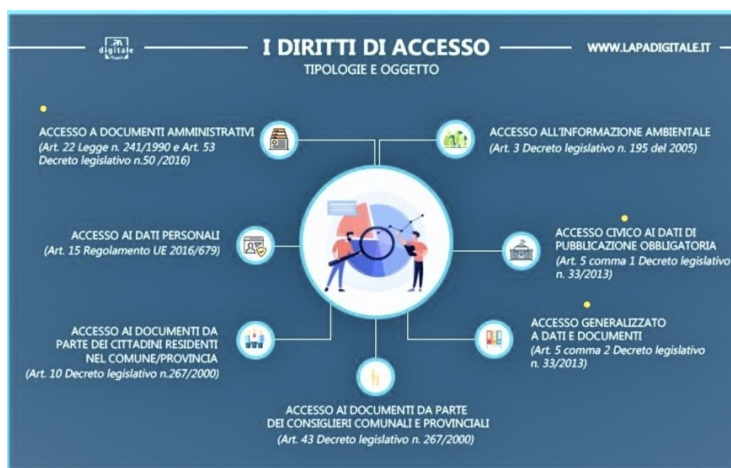 digitale
I DIRITTI DI ACCESSO
WWW.LAPADIGITALE.IT
TIPOLOGIE E OGGETTO
ACCESSO A DOCUMENTI AMMINISTRATIVI
(Art. 22 Legge n. 241/1990 e Art. 53
Decreto legislativo n.50 /2016)
ACCESSO ALL'INFORMAZIONE AMBIENTALE
(Art. 3 Decreto legislativo n. 195 del 2005)
ACCESSO AI DATI PERSONALI
(Art. 15 Regolamento UE 2016/679)
ACCESSO CIVICO AI DATI DI
PUBBLICAZIONE OBBLIGATORIA
(Art. 5 comma 1 Decreto legislativo
n. 33/2013)
ACCESSO AI DOCUMENTI DA
PARTE DEI CITTADINI RESIDENTI
NEL COMUNE/PROVINCIA
(Art. 10 Decreto legislativo n.267/2000)
ACCESSO GENERALIZZATO
A DATI E DOCUMENTI
(Art. 5 comma 2 Decreto legislativo
n. 33/2013)
ACCESSO AI DOCUMENTI DA PARTE
DEI CONSIGLIERI COMUNALI E PROVINCIALI
(Art. 43 Decreto legislativo n. 267/2000)